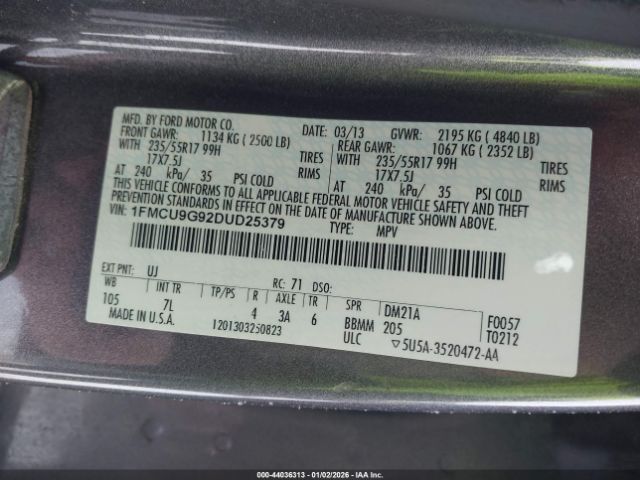 MFD. BY FORD MOTOR CO.
DATE: 03/13 GVWR: 2195 KG ( 4840 LB)
FRONT GAWR: 1134 KG ( 2500 LB)
REAR GAWR: 1067 KG ( 2352 LB)
WITH 235/55R17 99H TIRES
WITH 235/55R17 99H TIRES
17X7.5J RIMS
17X7.5J RIMS
AT 240 kPa/ 35 PSI COLD
AT 240 kPa/ 35 PSI COLD
THIS VEHICLE CONFORMS TO ALL APPLICABLE FEDERAL MOTOR VEHICLE SAFETY AND THEFT PREVENTION
STANDARDS IN EFFECT ON THE DATE OF MANUFACTURE SHOWN ABOVE.
VIN: 1FMCU9G92DUD25379
TYPE: MPV
EXT PNT: UJ RC: 71 DSO:
WB INT TR TP/PS R AXLE TR SPR DM21A F0057
105 7L 4 3A 6 BBMM 205 T0212
MADE IN U.S.A. 1201303250823 ULC ▽5U5A-3520472-AA
000-44036313 - 01/02/2026 - IAA